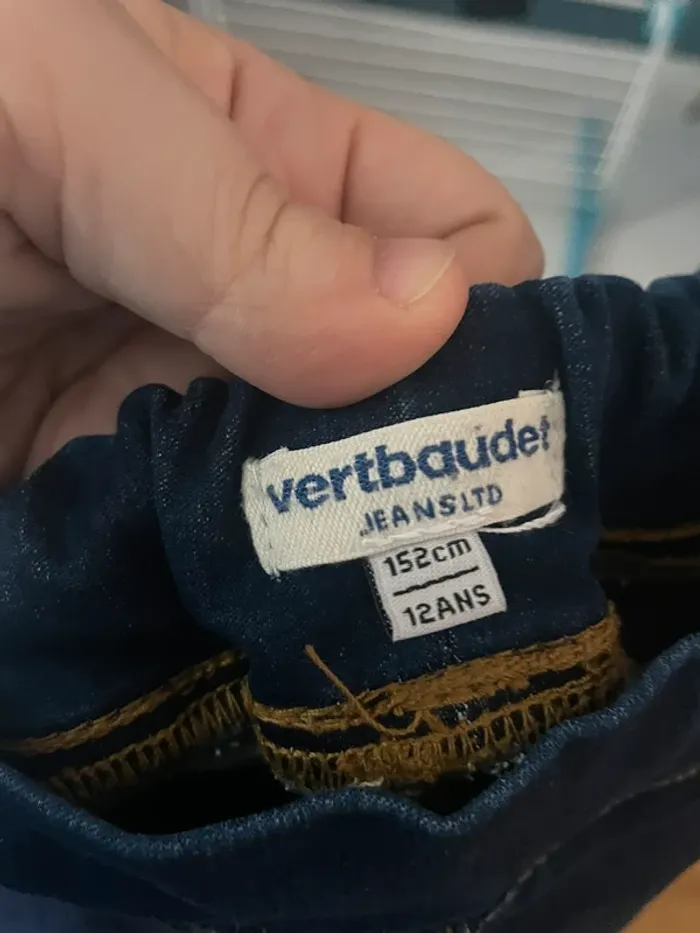 vertbaudet
JEANS LTD
152cm
12ANS